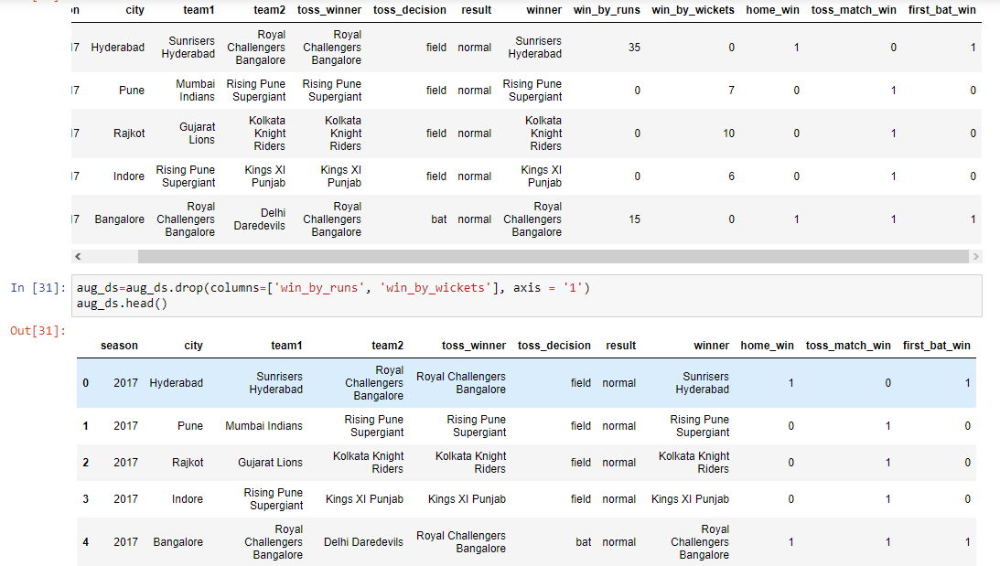 on city team1 team2 toss_winner toss_decision result winner win_by_runs win_by_wickets home_win toss_match_win first_bat_win
17 Hyderabad Sunrisers Hyderabad Royal Challengers Bangalore Royal Challengers Bangalore field normal Sunrisers Hyderabad 35 0 1 0 1
17 Pune Mumbai Indians Rising Pune Supergiant Rising Pune Supergiant field normal Rising Pune Supergiant 0 7 0 1 0
17 Rajkot Gujarat Lions Kolkata Knight Riders Kolkata Knight Riders field normal Kolkata Knight Riders 0 10 0 1 0
17 Indore Rising Pune Supergiant Kings XI Punjab Kings XI Punjab field normal Kings XI Punjab 0 6 0 1 0
17 Bangalore Royal Challengers Bangalore Delhi Daredevils Royal Challengers Bangalore bat normal Royal Challengers Bangalore 15 0 1 1 1
In [31]: aug_ds=aug_ds.drop(columns=['win_by_runs', 'win_by_wickets'], axis = '1')
aug_ds.head()
Out[31]:
season city team1 team2 toss_winner toss_decision result winner home_win toss_match_win first_bat_win
0 2017 Hyderabad Sunrisers Hyderabad Royal Challengers Bangalore Royal Challengers Bangalore field normal Sunrisers Hyderabad 1 0 1
1 2017 Pune Mumbai Indians Rising Pune Supergiant Rising Pune Supergiant field normal Rising Pune Supergiant 0 1 0
2 2017 Rajkot Gujarat Lions Kolkata Knight Riders Kolkata Knight Riders field normal Kolkata Knight Riders 0 1 0
3 2017 Indore Rising Pune Supergiant Kings XI Punjab Kings XI Punjab field normal Kings XI Punjab 0 1 0
4 2017 Bangalore Royal Challengers Bangalore Delhi Daredevils Royal Challengers Bangalore bat normal Royal Challengers Bangalore 1 1 1